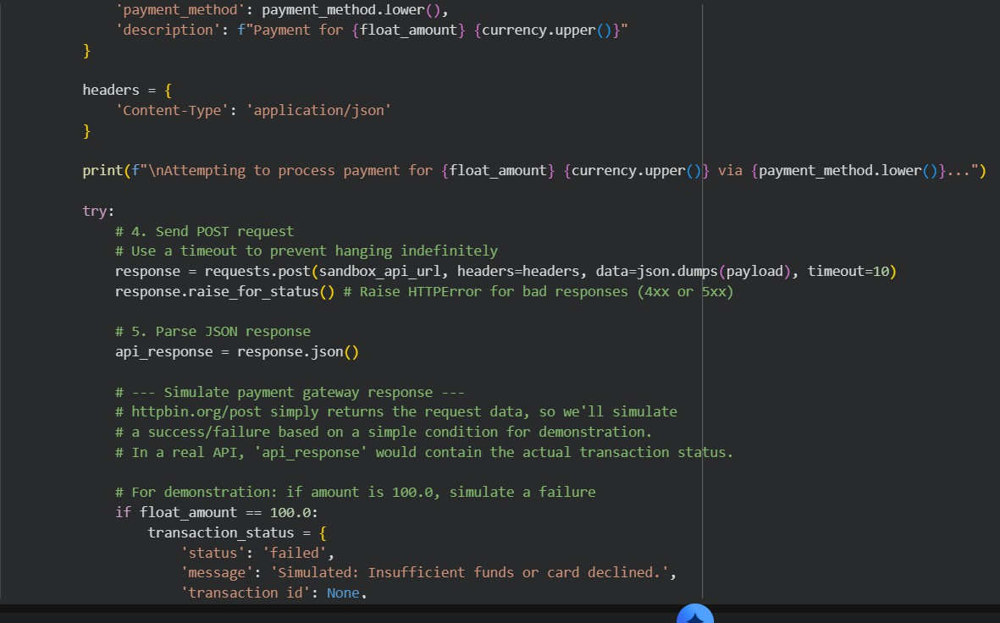 'payment_method': payment_method.lower(),
'description': f"Payment for {float_amount} {currency.upper()}"
}
headers = {
'Content-Type': 'application/json'
}
print(f"\nAttempting to process payment for {float_amount} {currency.upper()} via {payment_method.lower()}...")
try:
# 4. Send POST request
# Use a timeout to prevent hanging indefinitely
response = requests.post(sandbox_api_url, headers=headers, data=json.dumps(payload), timeout=10)
response.raise_for_status() # Raise HTTPError for bad responses (4xx or 5xx)
# 5. Parse JSON response
api_response = response.json()
# --- Simulate payment gateway response ---
# httpbin.org/post simply returns the request data, so we'll simulate
# a success/failure based on a simple condition for demonstration.
# In a real API, 'api_response' would contain the actual transaction status.
# For demonstration: if amount is 100.0, simulate a failure
if float_amount == 100.0:
transaction_status = {
'status': 'failed',
'message': 'Simulated: Insufficient funds or card declined.',
'transaction id': None,